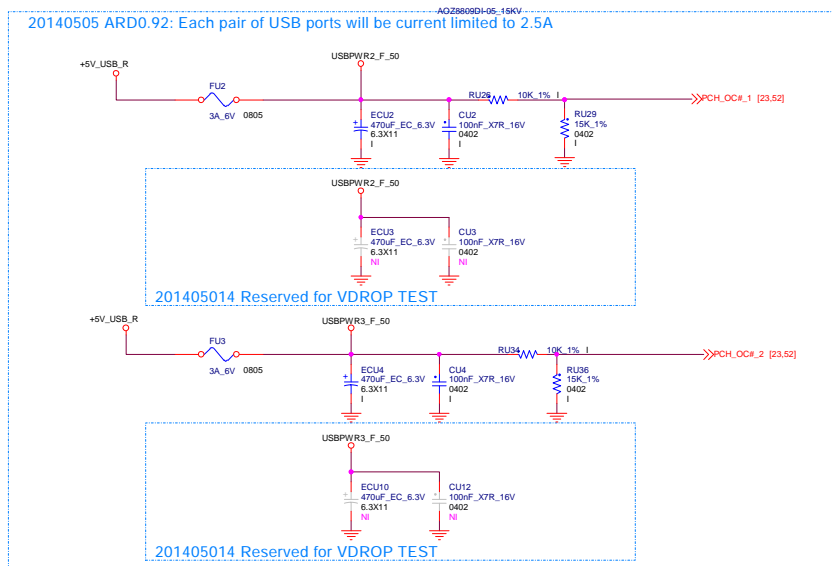 AOZ8809DI-05_15KV
20140505 ARD0.92: Each pair of USB ports will be current limited to 2.5A
+5V_USB_R
USBPWR2_F_50
FU2
3A_6V 0805
ECU2
470uF_EC_6.3V
6.3X11
I
CU2
100nF_X7R_16V
0402
I
RU26 10K_1% I
RU29
15K_1%
0402
I
PCH_OC#_1 [23,52]
USBPWR2_F_50
ECU3
470uF_EC_6.3V
6.3X11
NI
CU3
100nF_X7R_16V
0402
NI
201405014 Reserved for VDROP TEST
+5V_USB_R
USBPWR3_F_50
FU3
3A_6V 0805
ECU4
470uF_EC_6.3V
6.3X11
I
CU4
100nF_X7R_16V
0402
I
RU34 10K_1% I
RU36
15K_1%
0402
I
PCH_OC#_2 [23,52]
USBPWR3_F_50
ECU10
470uF_EC_6.3V
6.3X11
NI
CU12
100nF_X7R_16V
0402
NI
201405014 Reserved for VDROP TEST